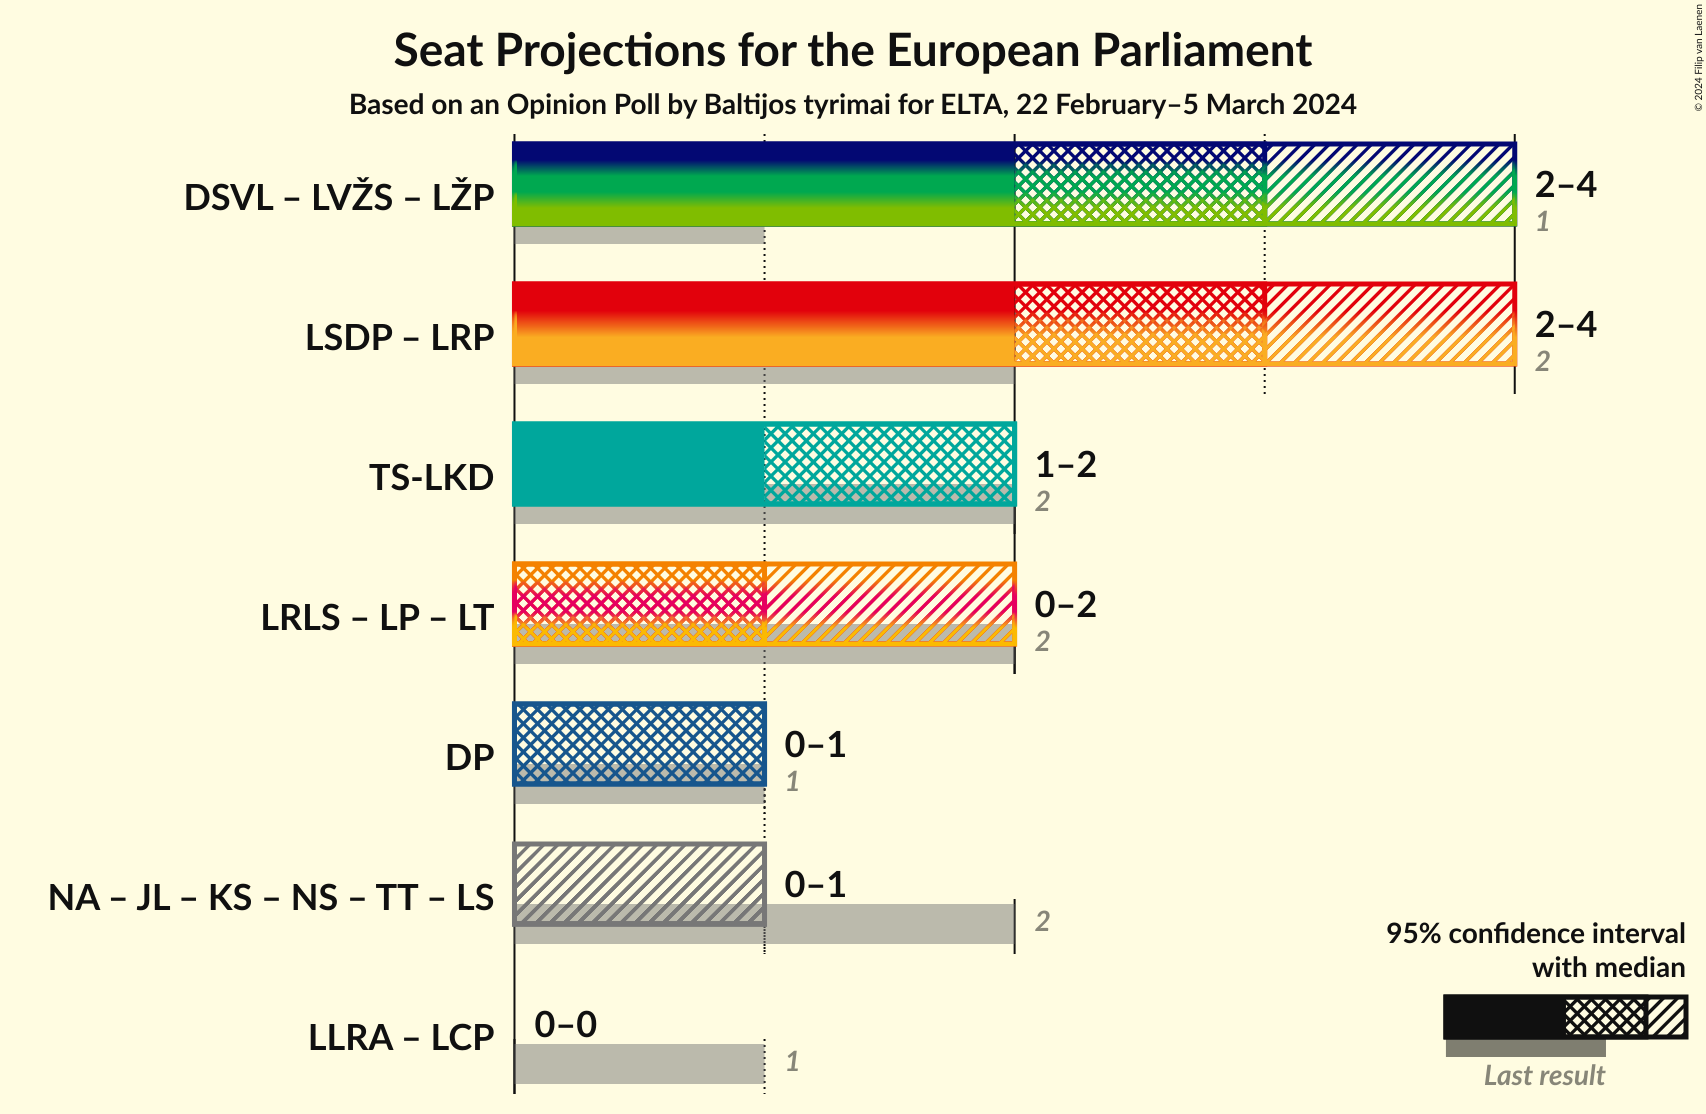 Seat Projections for the European Parliament
Based on an Opinion Poll by Baltijos tyrimai for ELTA, 22 February–5 March 2024
© 2024 Filip van Laenen
DSVL – LVŽS – LŽP
2–4
1
LSDP – LRP
2–4
2
TS-LKD
1–2
2
LRLS – LP – LT
0–2
2
DP
0–1
1
NA – JL – KS – NS – TT – LS
0–1
2
LLRA – LCP
0–0
1
95% confidence interval
with median
Last result